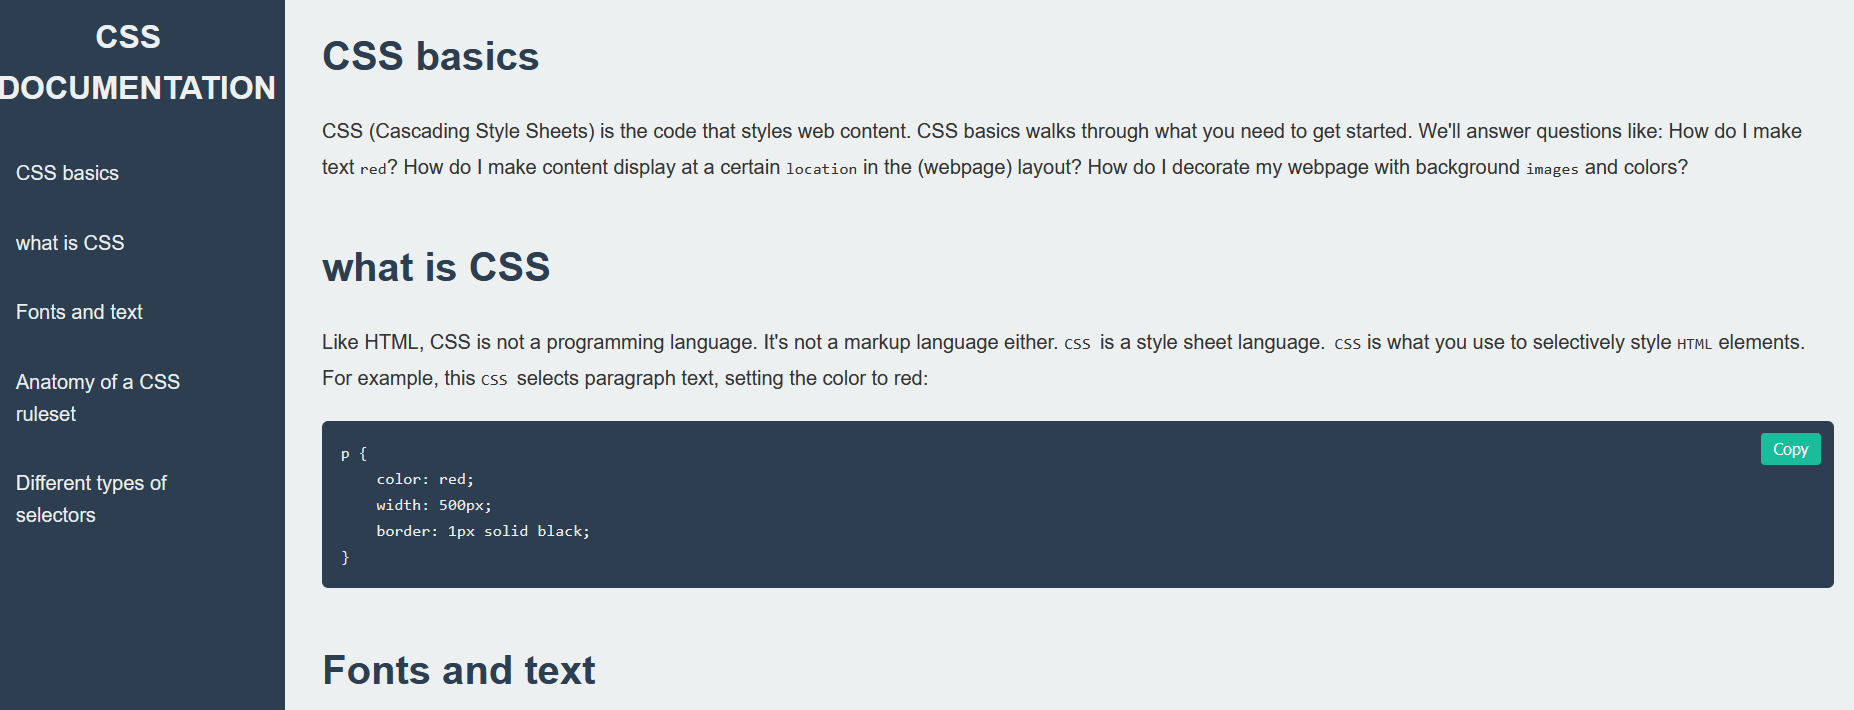 CSS
DOCUMENTATION
CSS basics
what is CSS
Fonts and text
Anatomy of a CSS
ruleset
Different types of
selectors
CSS basics
CSS (Cascading Style Sheets) is the code that styles web content. CSS basics walks through what you need to get started. We'll answer questions like: How do I make
text red? How do I make content display at a certain location in the (webpage) layout? How do I decorate my webpage with background images and colors?
what is CSS
Like HTML, CSS is not a programming language. It's not a markup language either. CSS is a style sheet language. CSS is what you use to selectively style HTML elements.
For example, this CSS selects paragraph text, setting the color to red:
Copy
p {
    color: red;
    width: 500px;
    border: 1px solid black;
}
Fonts and text